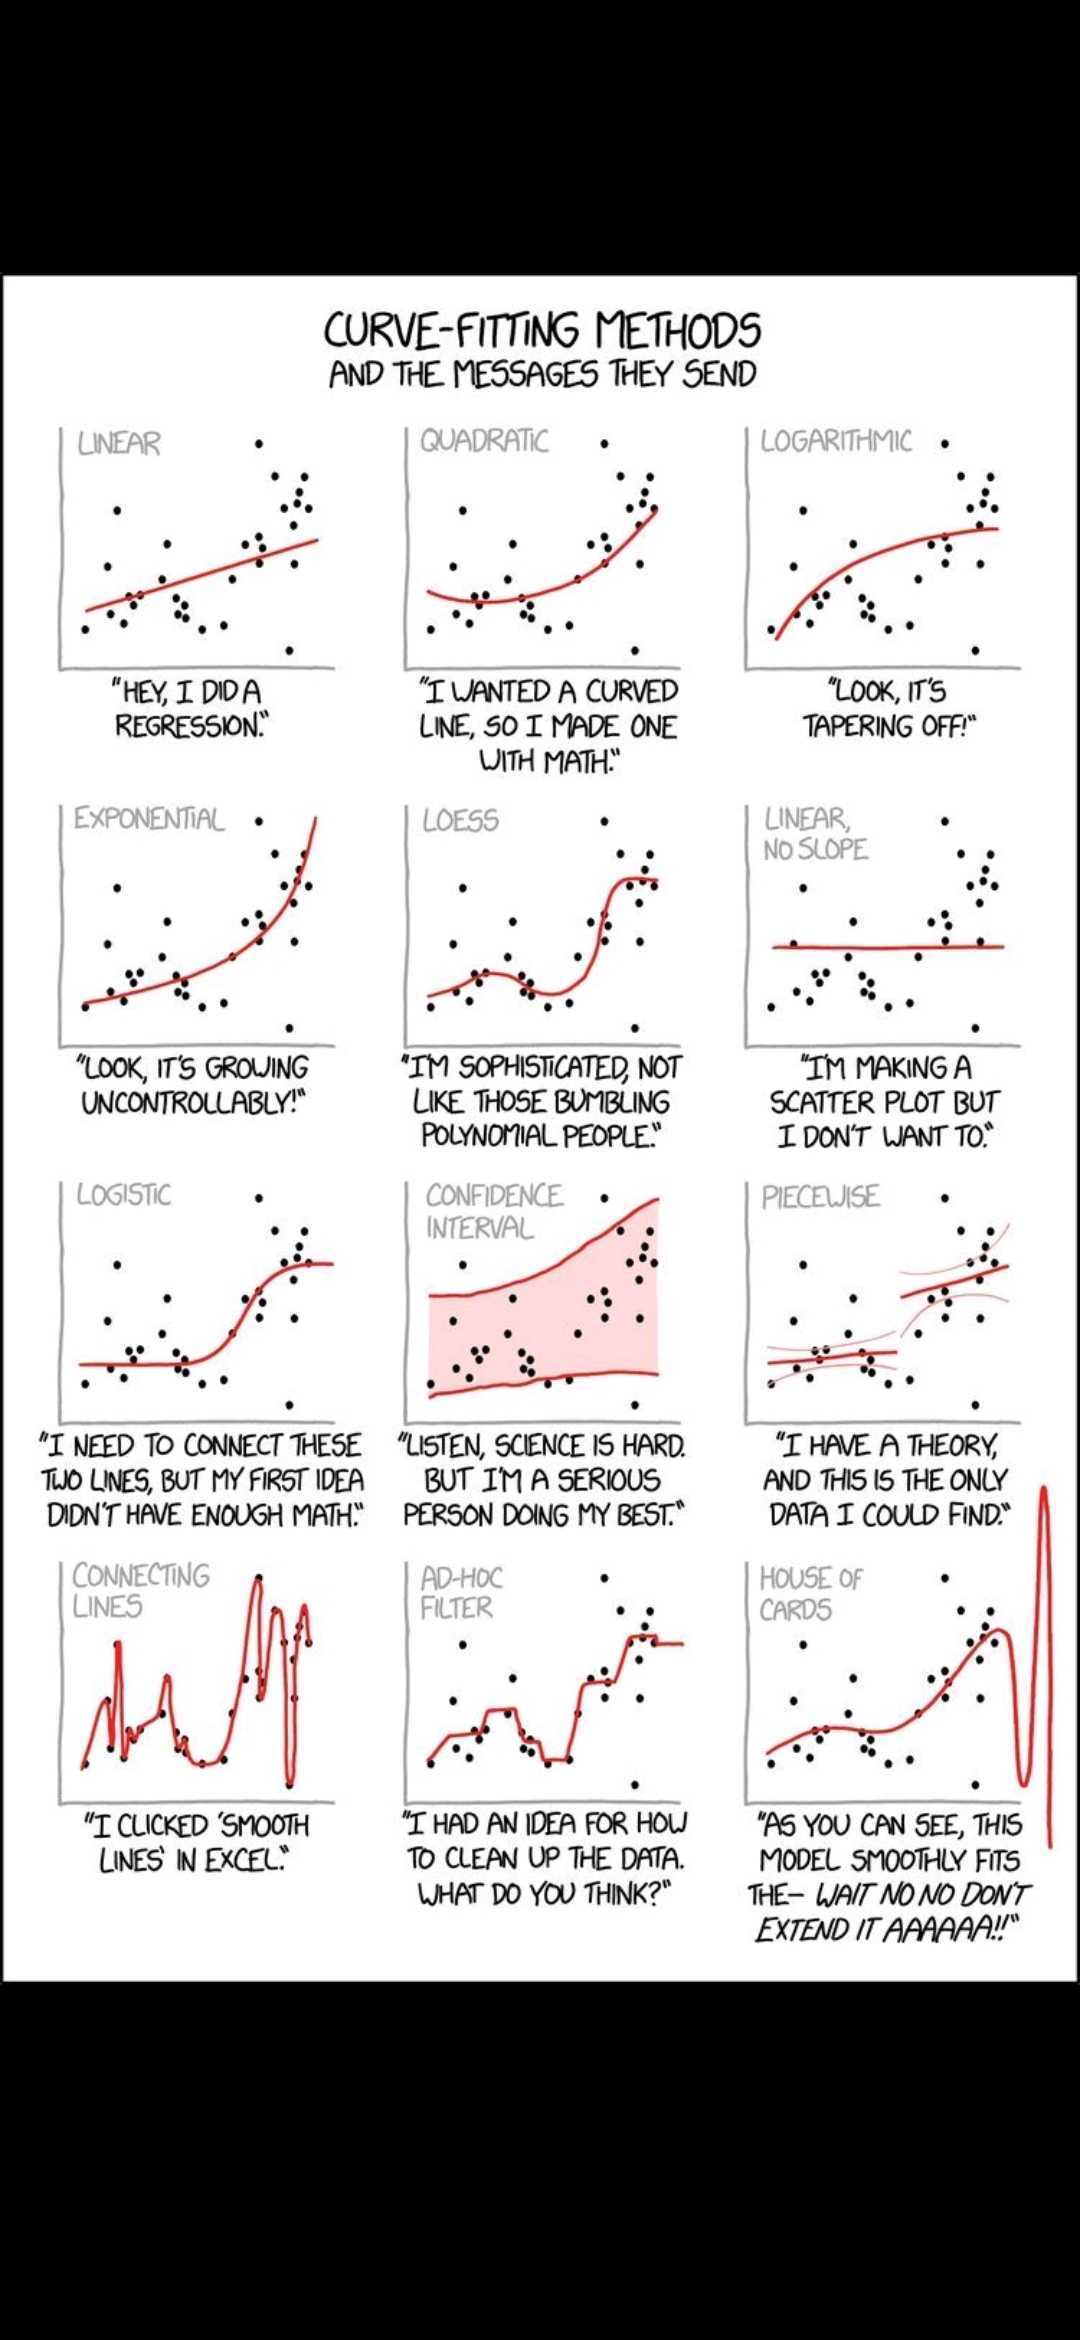 CURVE-FITTING METHODS
AND THE MESSAGES THEY SEND
LINEAR
"HEY, I DID A
REGRESSION."
QUADRATIC
"I WANTED A CURVED
LINE, SO I MADE ONE
WITH MATH."
LOGARITHMIC
"LOOK, IT'S
TAPERING OFF!"
EXPONENTIAL
"LOOK, IT'S GROWING
UNCONTROLLABLY!"
LOESS
"I'M SOPHISTICATED, NOT
LIKE THOSE BUMBLING
POLYNOMIAL PEOPLE."
LINEAR,
NO SLOPE
"I'M MAKING A
SCATTER PLOT BUT
I DON'T WANT TO."
LOGISTIC
"I NEED TO CONNECT THESE
TWO LINES, BUT MY FIRST IDEA
DIDN'T HAVE ENOUGH MATH."
CONFIDENCE
INTERVAL
"LISTEN, SCIENCE IS HARD.
BUT I'M A SERIOUS
PERSON DOING MY BEST."
PIECEWISE
"I HAVE A THEORY,
AND THIS IS THE ONLY
DATA I COULD FIND."
CONNECTING
LINES
"I CLICKED 'SMOOTH
LINES' IN EXCEL."
AD-HOC
FILTER
"I HAD AN IDEA FOR HOW
TO CLEAN UP THE DATA.
WHAT DO YOU THINK?"
HOUSE OF
CARDS
"AS YOU CAN SEE, THIS
MODEL SMOOTHLY FITS
THE- WAIT NO NO DON'T
EXTEND IT AAAAAA!!"